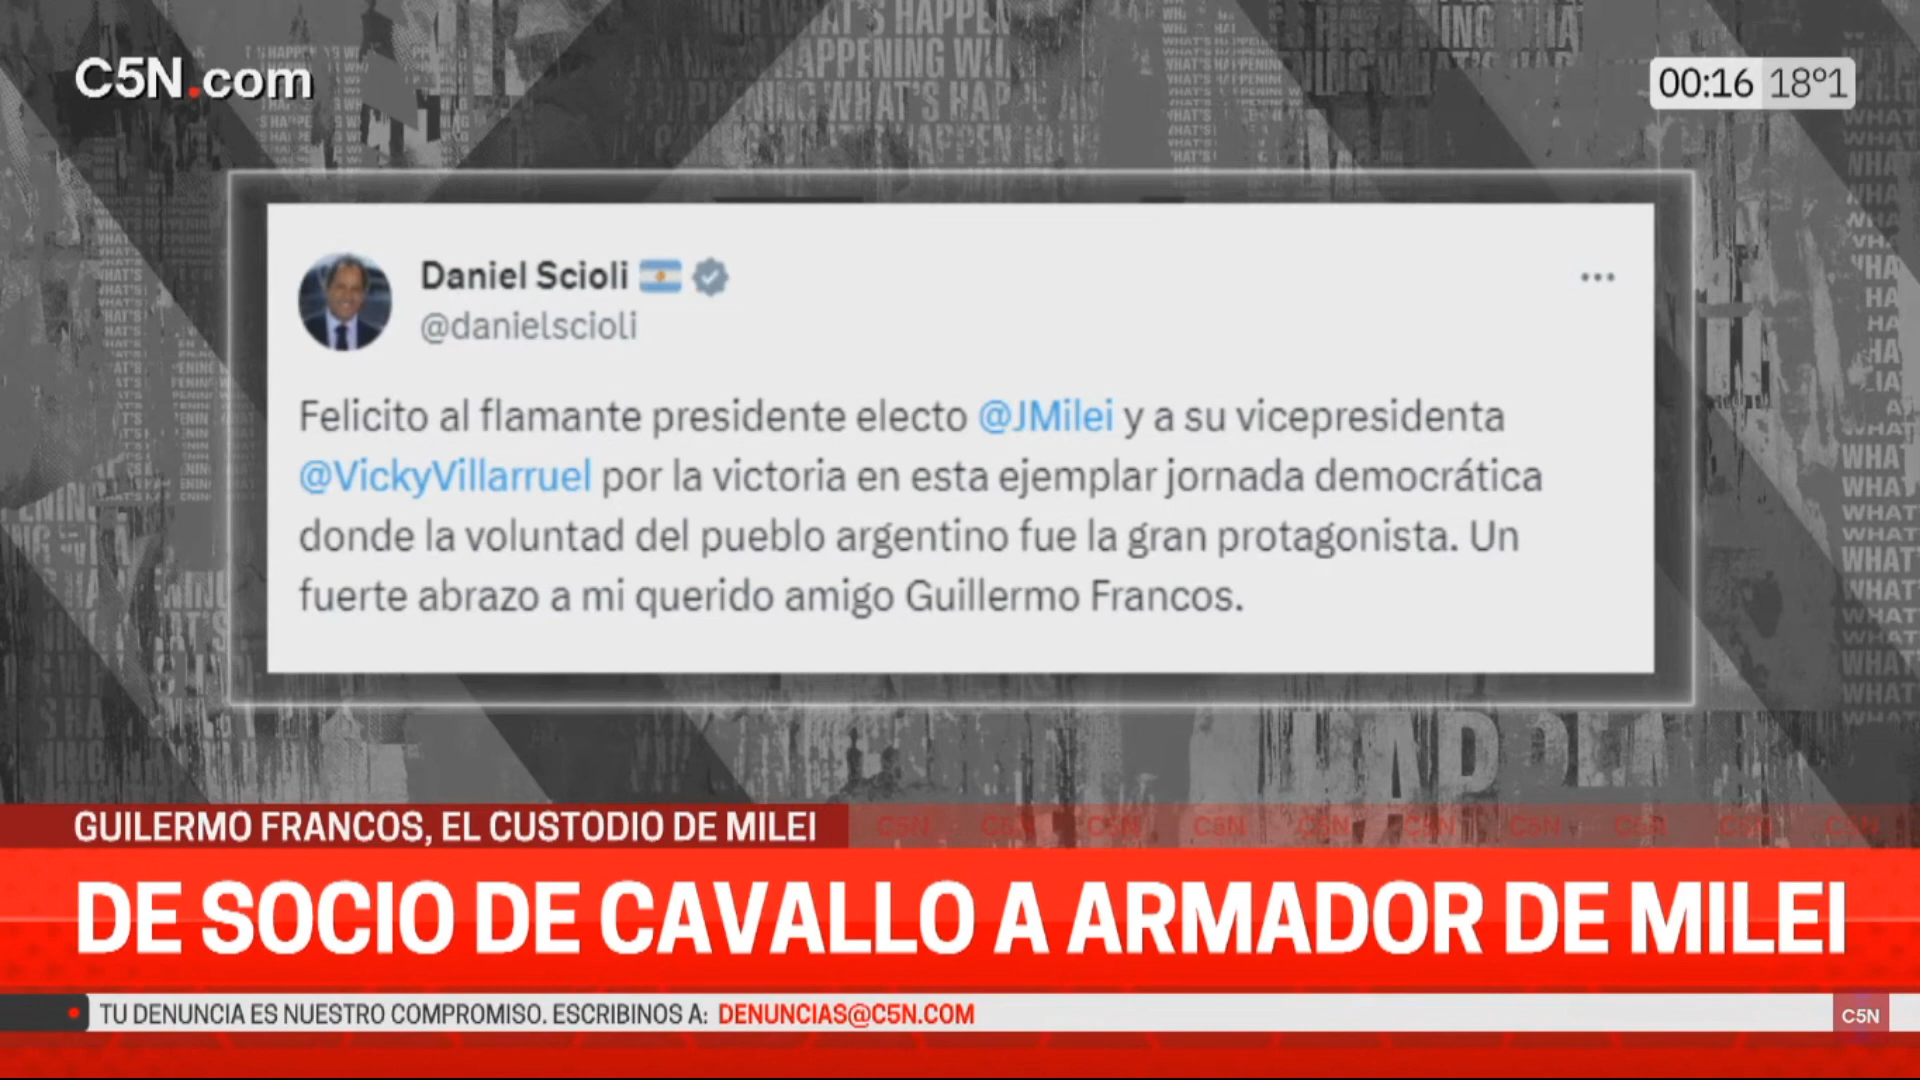 C5N.com
00:16 18°1
Daniel Scioli
@danielscioli
Felicito al flamante presidente electo @JMilei y a su vicepresidenta
@VickyVillarruel por la victoria en esta ejemplar jornada democrática
donde la voluntad del pueblo argentino fue la gran protagonista. Un
fuerte abrazo a mi querido amigo Guillermo Francos.
GUILERMO FRANCOS, EL CUSTODIO DE MILEI
DE SOCIO DE CAVALLO A ARMADOR DE MILEI
TU DENUNCIA ES NUESTRO COMPROMISO. ESCRIBINOS A: DENUNCIAS@C5N.COM
C5N